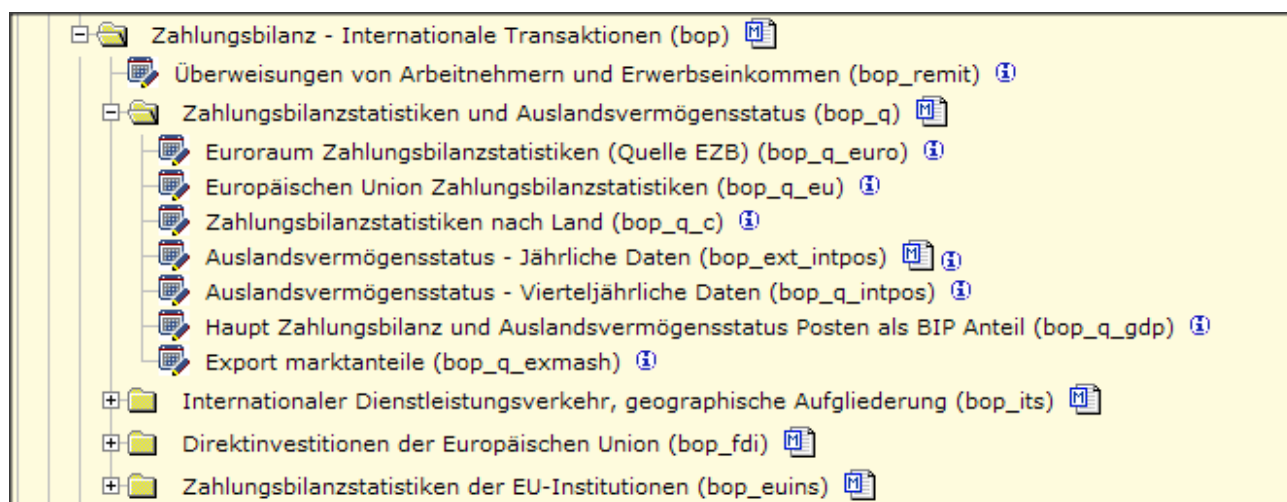 Zahlungsbilanz - Internationale Transaktionen (bop) M
Überweisungen von Arbeitnehmern und Erwerbseinkommen (bop_remit) i
Zahlungsbilanzstatistiken und Auslandsvermögensstatus (bop_q) M
Euroraum Zahlungsbilanzstatistiken (Quelle EZB) (bop_q_euro) i
Europäischen Union Zahlungsbilanzstatistiken (bop_q_eu) i
Zahlungsbilanzstatistiken nach Land (bop_q_c) i
Auslandsvermögensstatus - Jährliche Daten (bop_ext_intpos) M i
Auslandsvermögensstatus - Vierteljährliche Daten (bop_q_intpos) i
Haupt Zahlungsbilanz und Auslandsvermögensstatus Posten als BIP Anteil (bop_q_gdp) i
Export marktanteile (bop_q_exmash) i
Internationaler Dienstleistungsverkehr, geographische Aufgliederung (bop_its) M
Direktinvestitionen der Europäischen Union (bop_fdi) M
Zahlungsbilanzstatistiken der EU-Institutionen (bop_euins) M